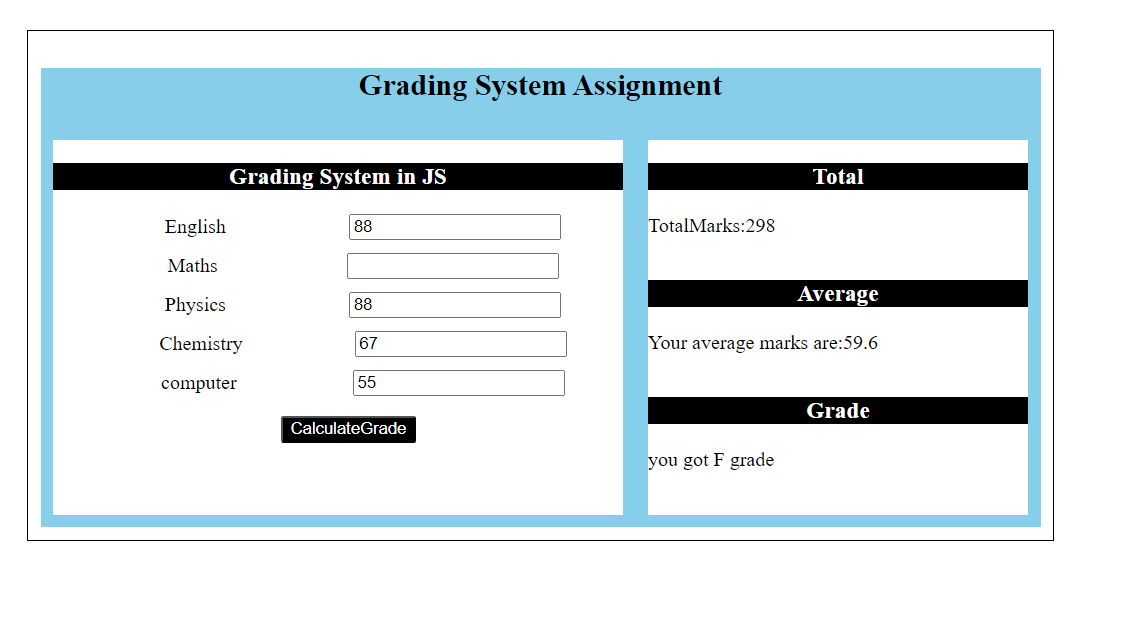 Grading System Assignment
Grading System in JS
English 88
Maths
Physics 88
Chemistry 67
computer 55
CalculateGrade
Total
TotalMarks:298
Average
Your average marks are:59.6
Grade
you got F grade